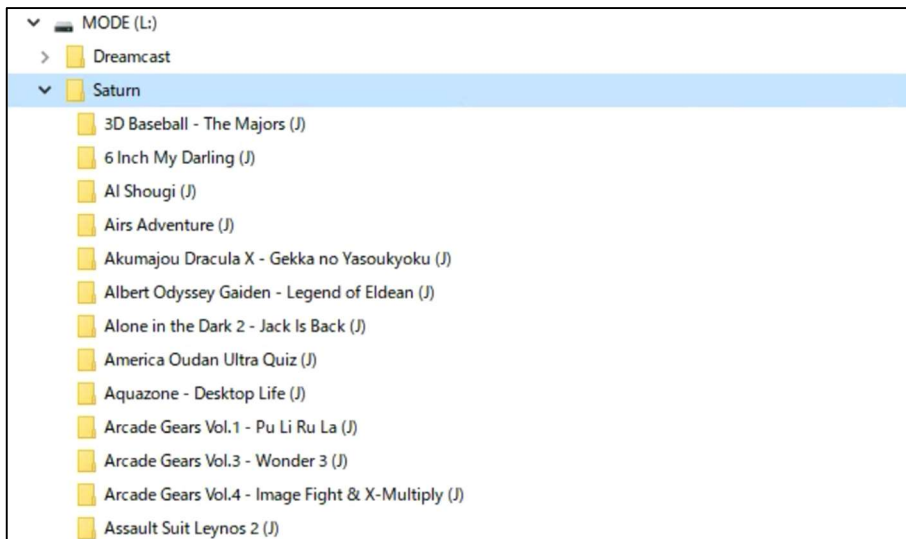 MODE (L:)
Dreamcast
Saturn
3D Baseball - The Majors (J)
6 Inch My Darling (J)
AI Shougi (J)
Airs Adventure (J)
Akumajou Dracula X - Gekka no Yasoukyoku (J)
Albert Odyssey Gaiden - Legend of Eldean (J)
Alone in the Dark 2 - Jack Is Back (J)
America Oudan Ultra Quiz (J)
Aquazone - Desktop Life (J)
Arcade Gears Vol.1 - Pu Li Ru La (J)
Arcade Gears Vol.3 - Wonder 3 (J)
Arcade Gears Vol.4 - Image Fight & X-Multiply (J)
Assault Suit Leynos 2 (J)